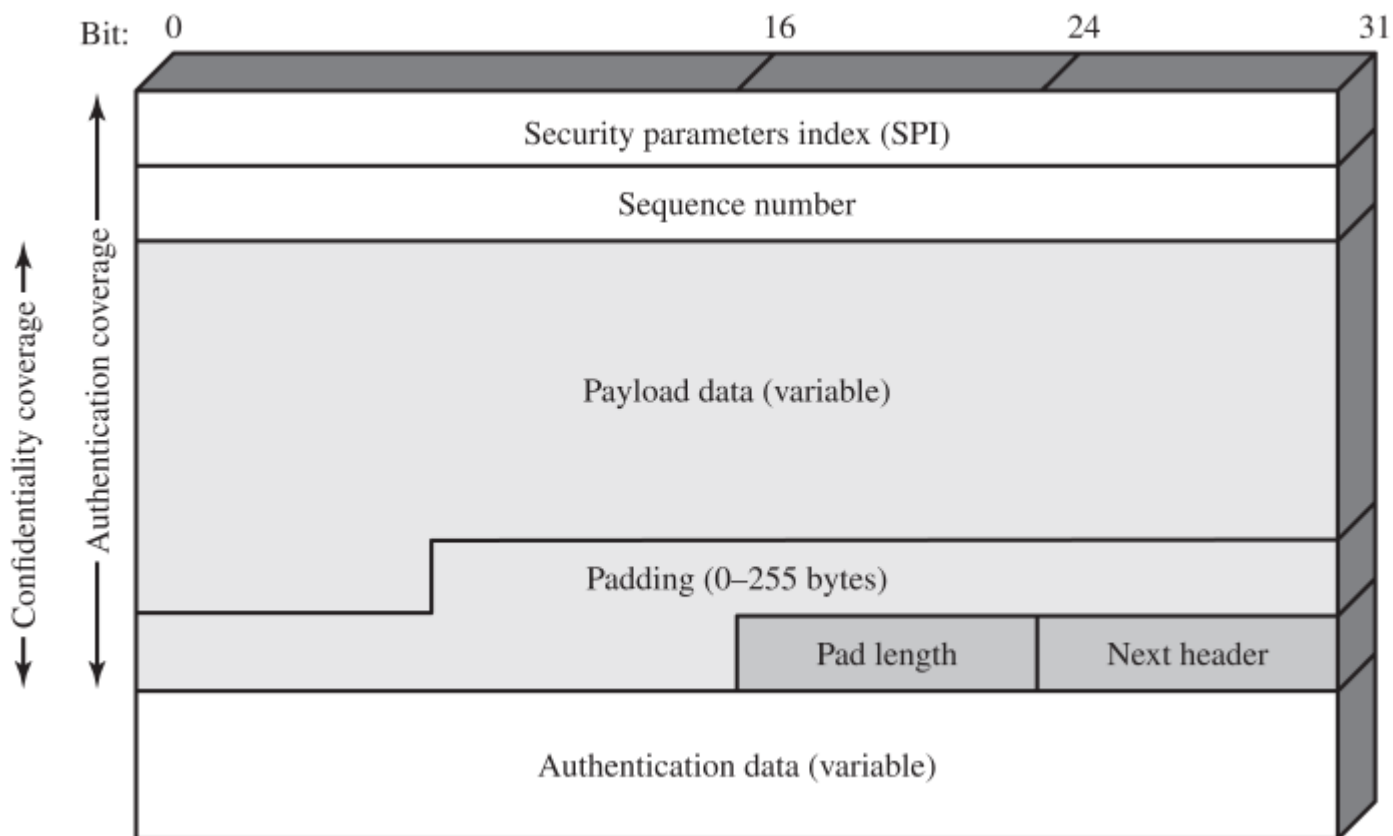 Bit: 0 16 24 31
Security parameters index (SPI)
Sequence number
Payload data (variable)
Padding (0–255 bytes)
Pad length Next header
Authentication data (variable)
Confidentiality coverage
Authentication coverage